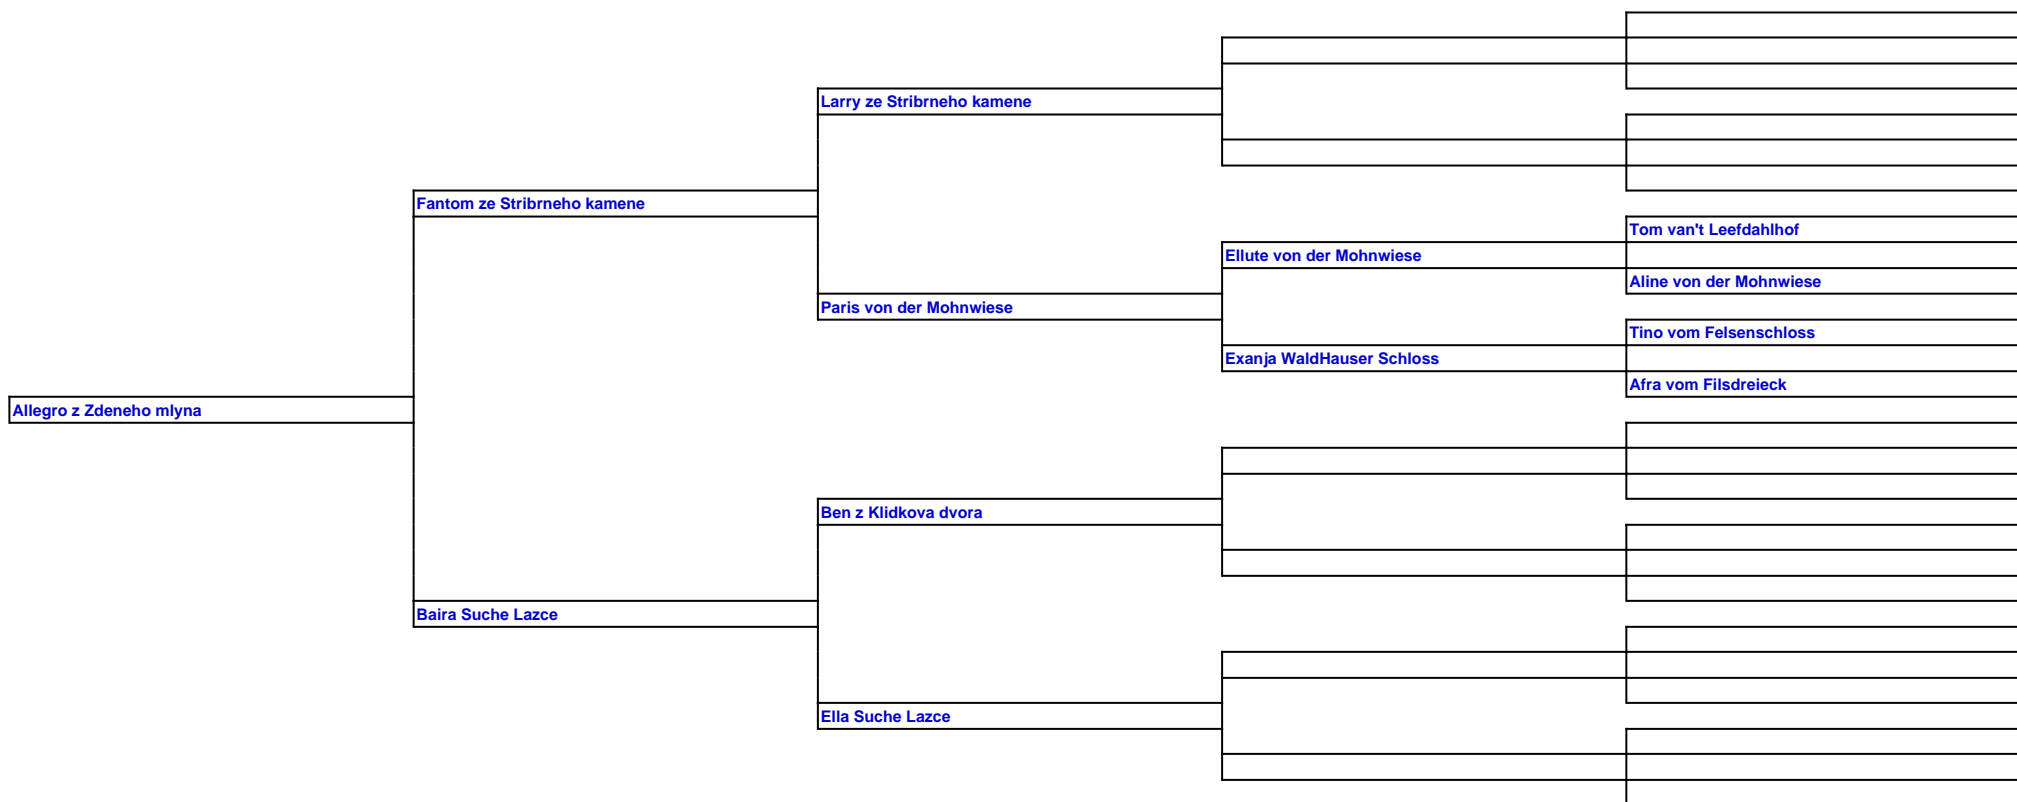 Larry ze Stribrneho kamene
Fantom ze Stribrneho kamene
Tom van't Leefdahlhof
Ellute von der Mohnwiese
Aline von der Mohnwiese
Paris von der Mohnwiese
Tino vom Felsenschloss
Exanja WaldHauser Schloss
Afra vom Filsdreieck
Allegro z Zdeneho mlyna
Ben z Klidkova dvora
Baira Suche Lazce
Ella Suche Lazce